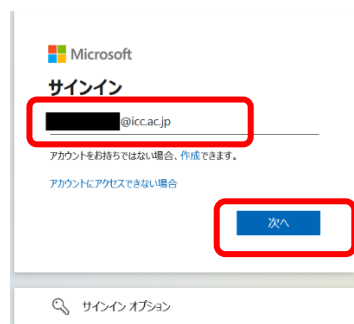 Microsoft
サインイン
@icc.ac.jp
アカウントをお持ちではない場合、作成できます。
アカウントにアクセスできない場合
次へ
サインイン オプション